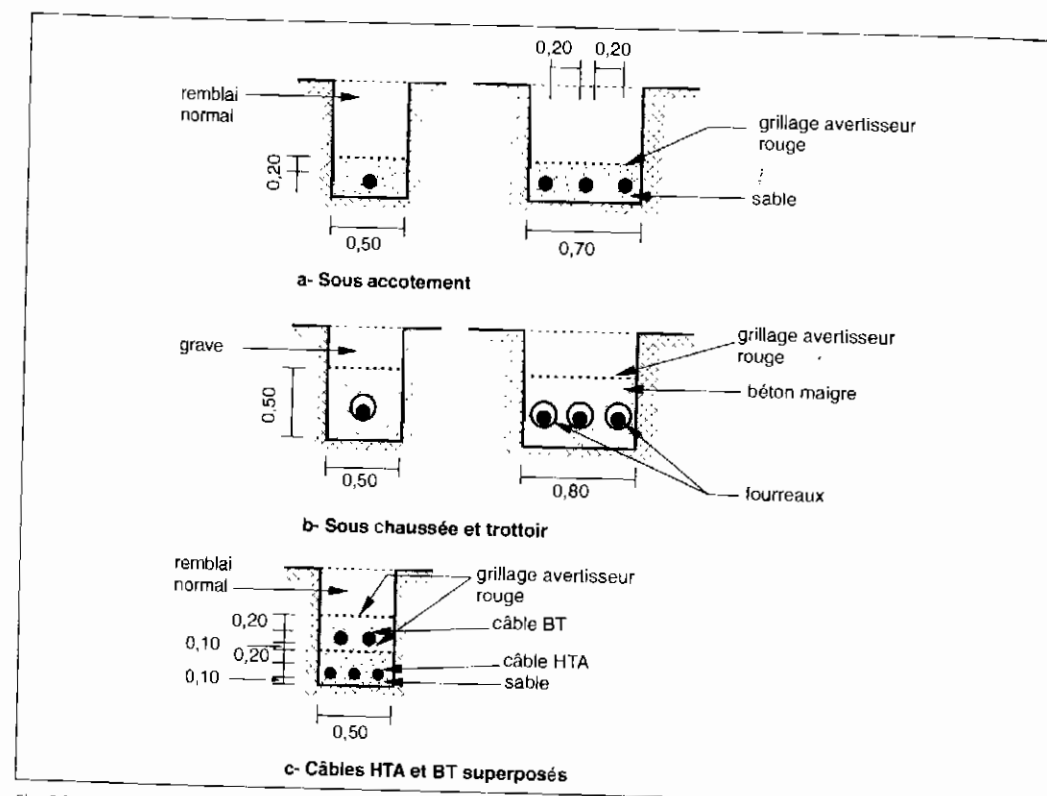 0,20 0,20
remblai
normal
grillage avertisseur
rouge
0,20
sable
0,50
0,70
a- Sous accotement
grave
grillage avertisseur
rouge
béton maigre
0,50
0,50
0,80
fourreaux
b- Sous chaussée et trottoir
remblai
normal
grillage avertisseur
rouge
0,20
câble BT
0,10
0,20
câble HTA
0,10
sable
0,50
c- Câbles HTA et BT superposés